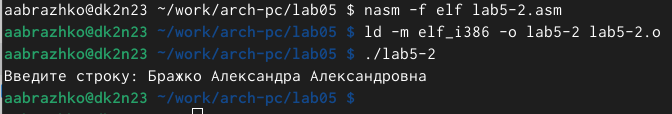 aabrazhko@dk2n23 ~/work/arch-pc/lab05 $ nasm -f elf lab5-2.asm
aabrazhko@dk2n23 ~/work/arch-pc/lab05 $ ld -m elf_i386 -o lab5-2 lab5-2.o
aabrazhko@dk2n23 ~/work/arch-pc/lab05 $ ./lab5-2
Введите строку: Бражко Александра Александровна
aabrazhko@dk2n23 ~/work/arch-pc/lab05 $